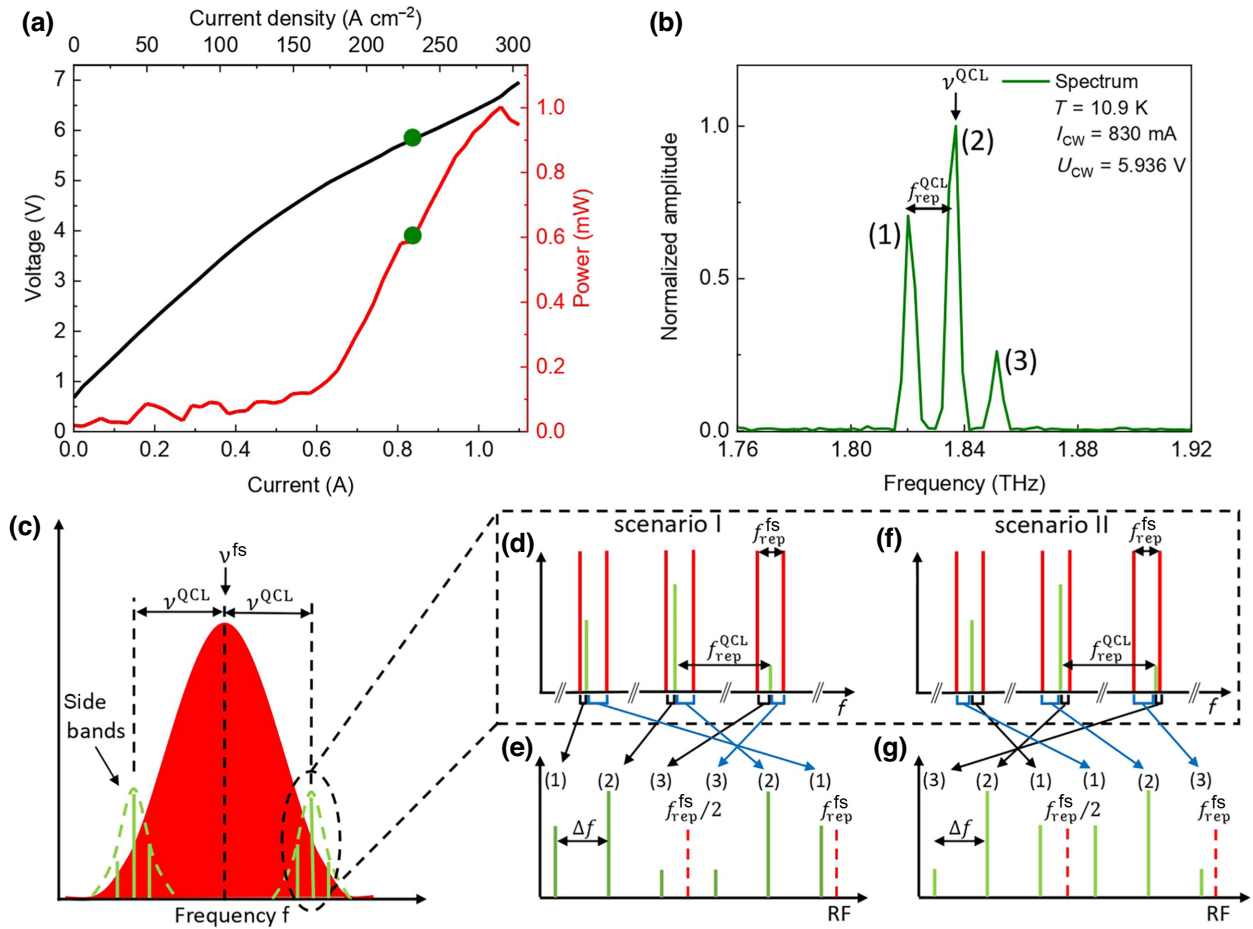 (a)
Current density (A cm⁻²)
0 50 100 150 200 250 300
7
6
5
4
3
2
1
0
Voltage (V)
1.0
0.8
0.6
0.4
0.2
0.0
Power (mW)
0.0 0.2 0.4 0.6 0.8 1.0
Current (A)
(b)
ν^QCL
Spectrum
T = 10.9 K
I_CW = 830 mA
U_CW = 5.936 V
(2)
f_rep^QCL
(1)
(3)
1.0
0.5
0.0
Normalized amplitude
1.76 1.80 1.84 1.88 1.92
Frequency (THz)
(c)
ν^fs
ν^QCL ν^QCL
Side
bands
Frequency f
scenario I
(d)
f_rep^fs
f_rep^QCL
f
(e)
(1) (2) (3) (3) (2) (1)
f_rep^fs/2
f_rep^fs
Δf
RF
scenario II
(f)
f_rep^fs
f_rep^QCL
f
(g)
(3) (2) (1) (1) (2) (3)
f_rep^fs/2
f_rep^fs
Δf
RF